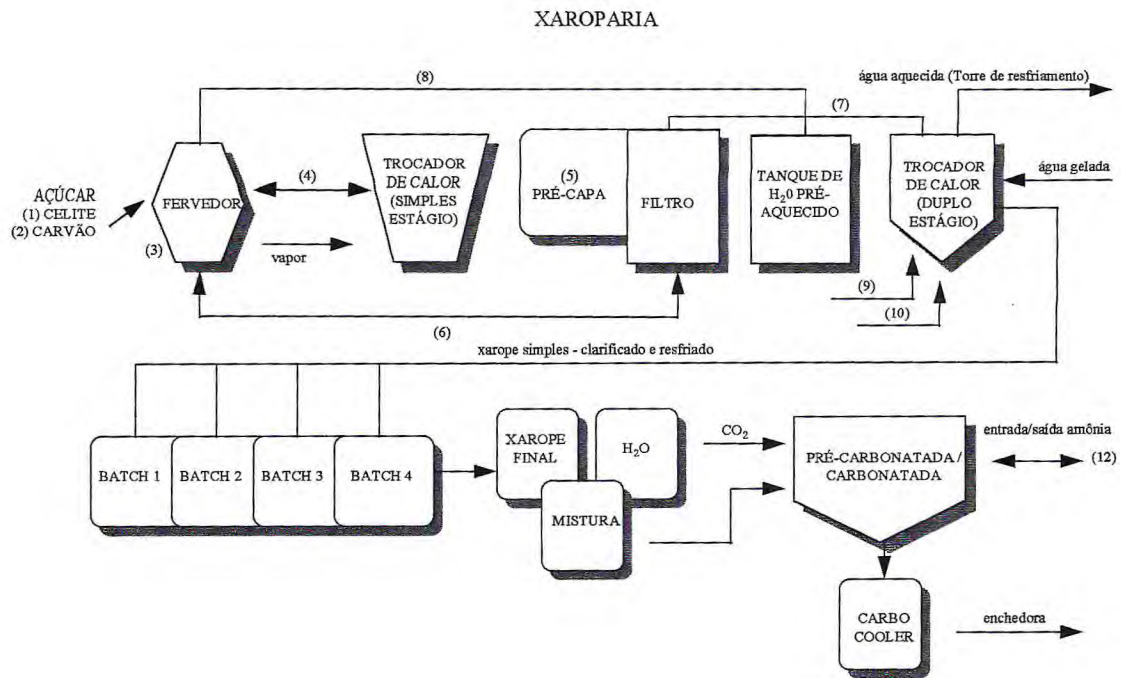 XAROPARIA
(8)
água aquecida (Torre de resfriamento)
(7)
AÇÚCAR
(1) CELITE
(2) CARVÃO
(3)
FERVEDOR
(4)
vapor
TROCADOR
DE CALOR
(SIMPLES
ESTÁGIO)
(5)
PRÉ-CAPA
FILTRO
TANQUE DE
H₂0 PRÉ-
AQUECIDO
TROCADOR
DE CALOR
(DUPLO
ESTÁGIO)
água gelada
(9)
(10)
(6)
xarope simples - clarificado e resfriado
BATCH 1
BATCH 2
BATCH 3
BATCH 4
XAROPE
FINAL
H₂O
MISTURA
CO₂
PRÉ-CARBONATADA /
CARBONATADA
entrada/saída amônia
(12)
CARBO
COOLER
enchedora